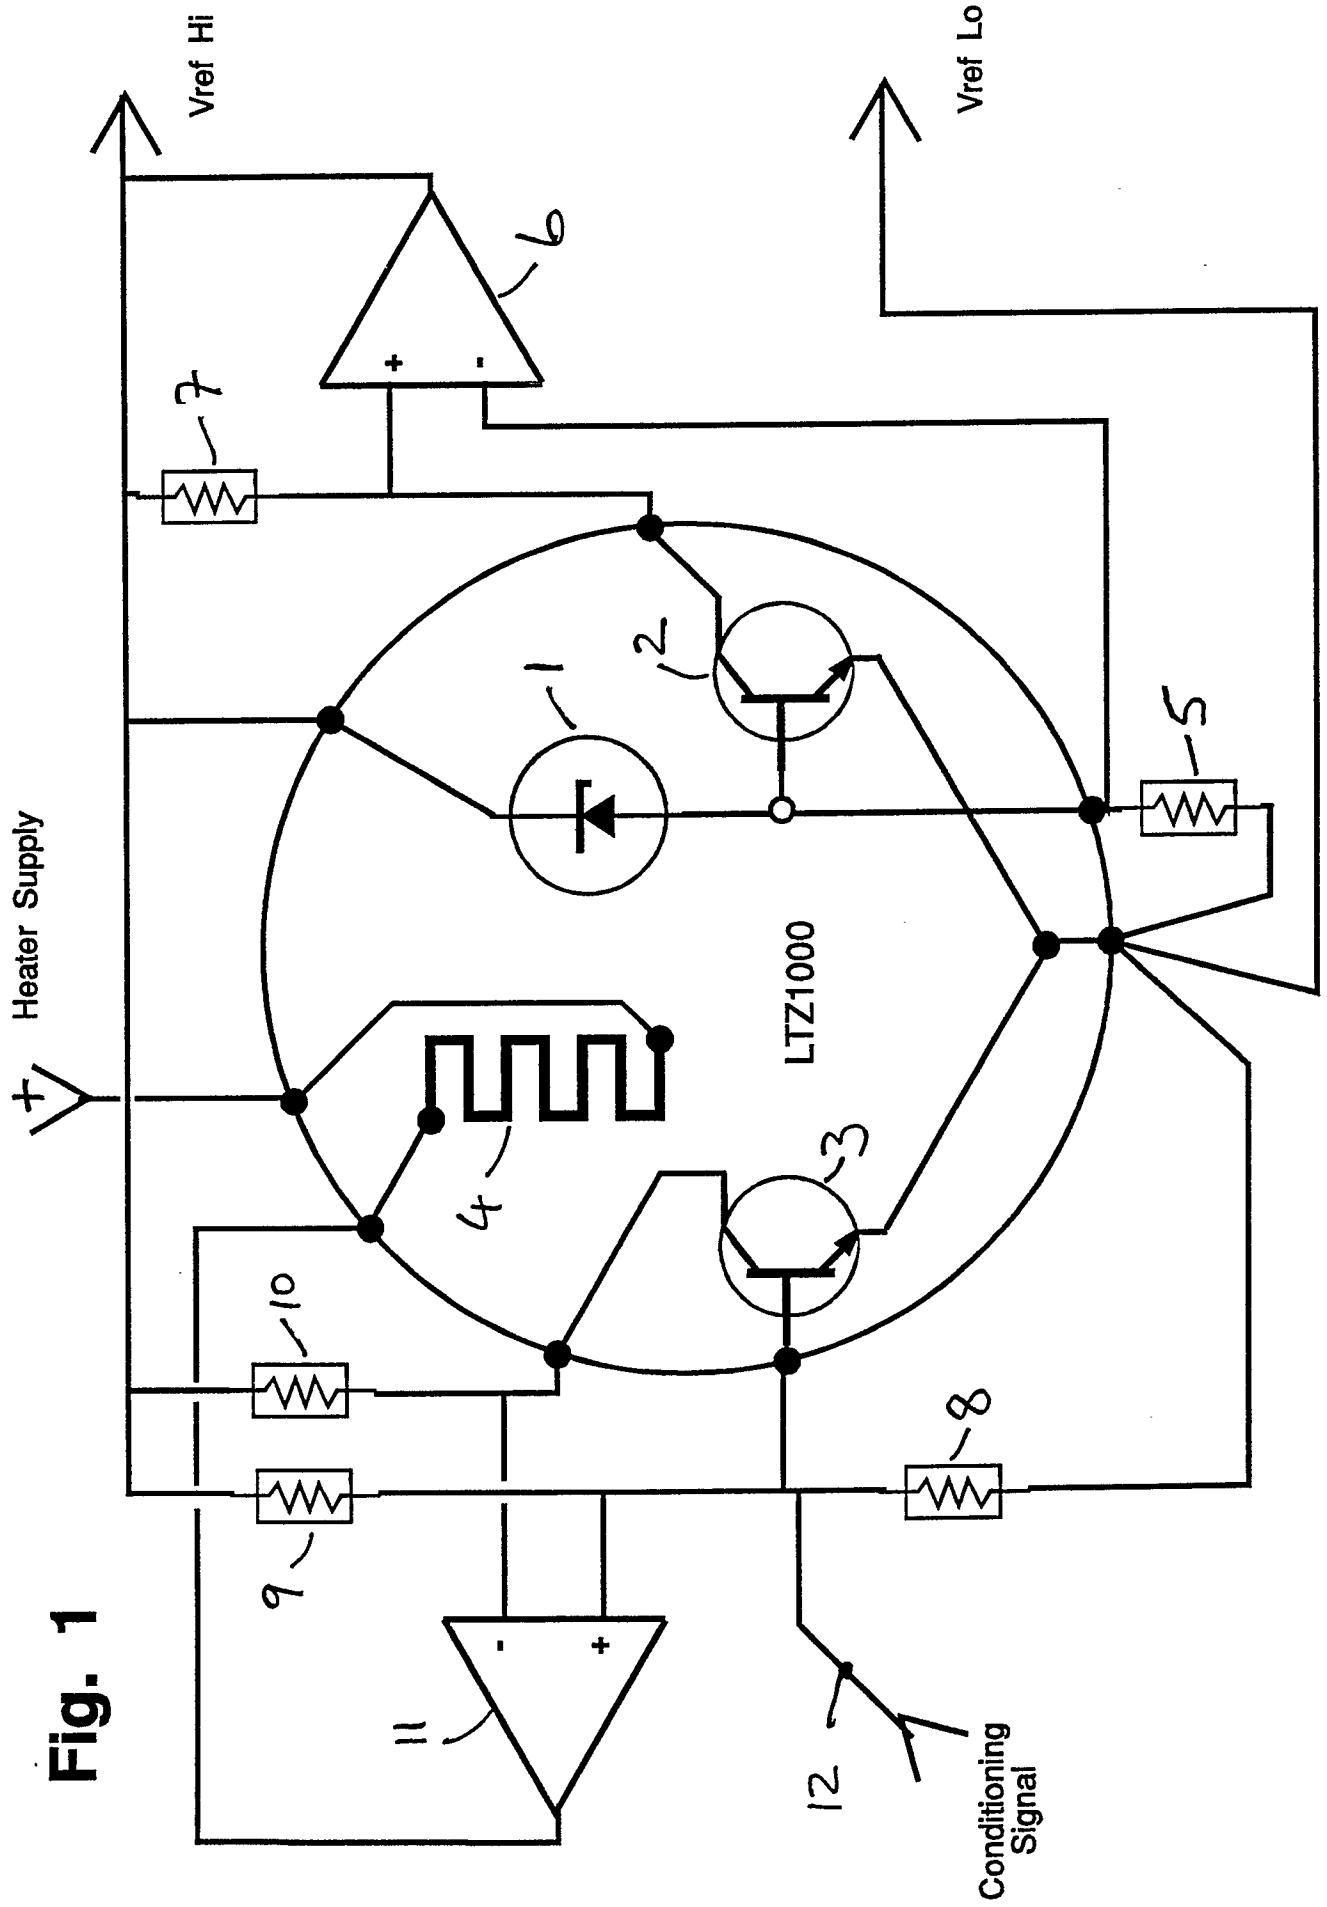 Fig. 1
Heater Supply
+
Vref Hi
Vref Lo
9
10
7
6
+
-
11
-
+
4
1
2
LTZ1000
3
5
8
12
Conditioning
Signal